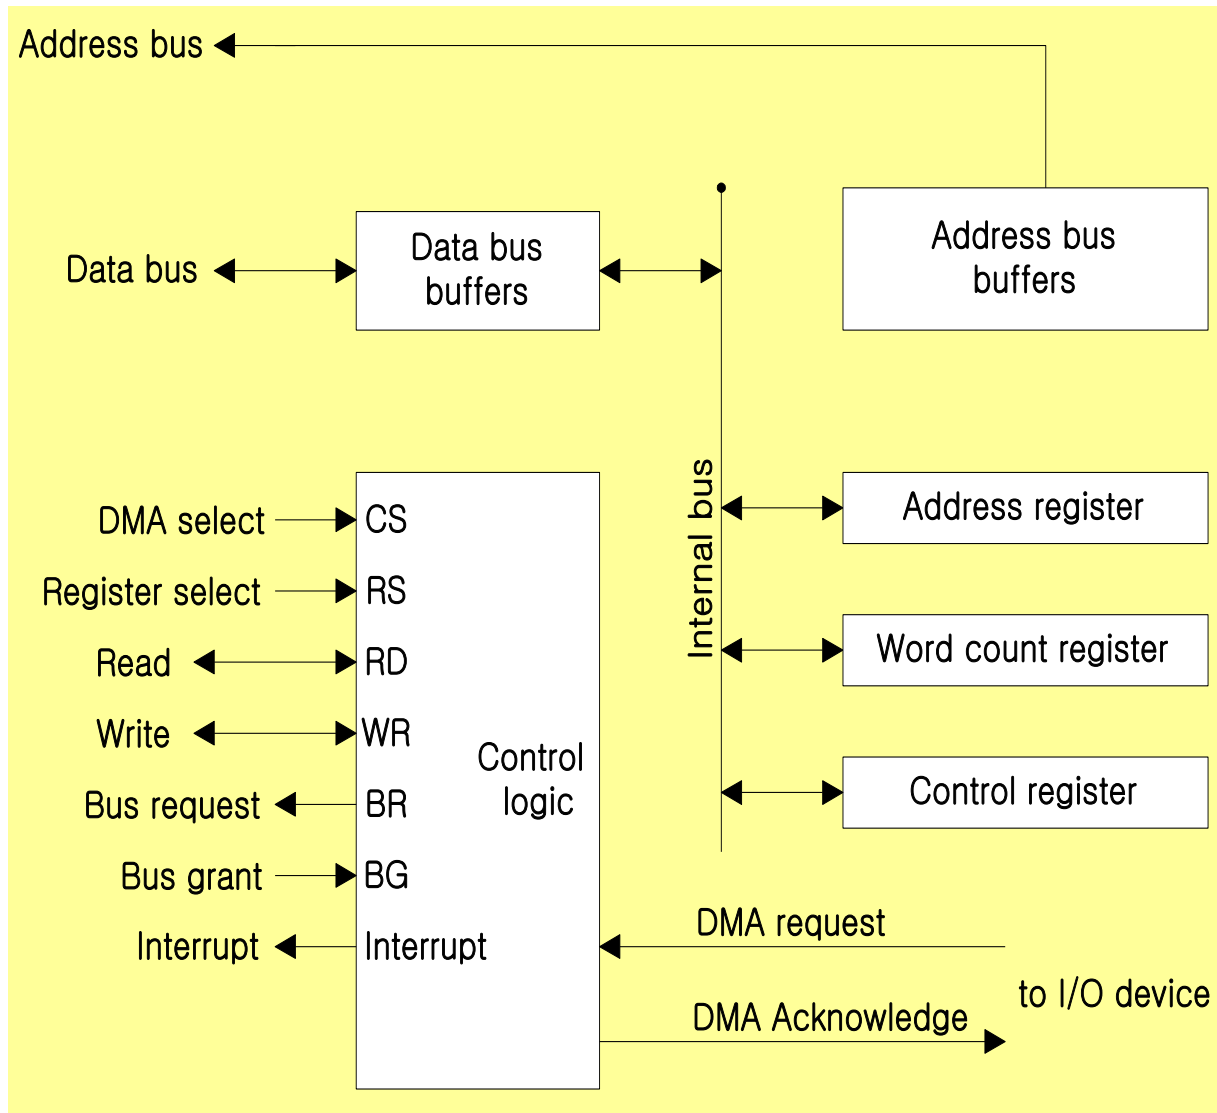 Address bus
Address bus
buffers
Data bus
Data bus
buffers
Internal bus
Address register
Word count register
Control register
DMA select
CS
Register select
RS
Read
RD
Write
WR
Control
logic
Bus request
BR
Bus grant
BG
Interrupt
Interrupt
DMA request
to I/O device
DMA Acknowledge